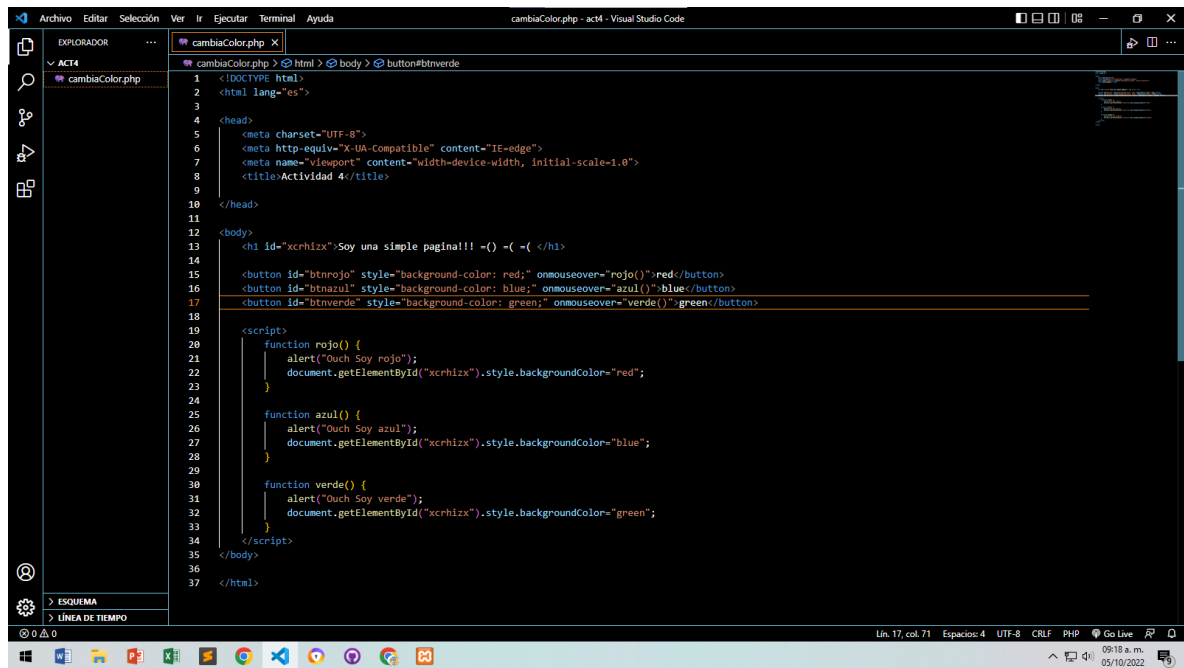 Archivo Editar Selección Ver Ir Ejecutar Terminal Ayuda
cambiaColor.php - act4 - Visual Studio Code
EXPLORADOR
ACT4
cambiaColor.php
cambiaColor.php
cambiaColor.php > html > body > button#btnverde
1 <!DOCTYPE html>
2 <html lang="es">
3
4 <head>
5 <meta charset="UTF-8">
6 <meta http-equiv="X-UA-Compatible" content="IE=edge">
7 <meta name="viewport" content="width=device-width, initial-scale=1.0">
8 <title>Actividad 4</title>
9
10 </head>
11
12 <body>
13 <h1 id="xcrhizx">Soy una simple pagina!!! =() =( =( </h1>
14
15 <button id="btnrojo" style="background-color: red;" onmouseover="rojo()">red</button>
16 <button id="btnazul" style="background-color: blue;" onmouseover="azul()">blue</button>
17 <button id="btnverde" style="background-color: green;" onmouseover="verde()">green</button>
18
19 <script>
20 function rojo() {
21 alert("Ouch Soy rojo");
22 document.getElementById("xcrhizx").style.backgroundColor="red";
23 }
24
25 function azul() {
26 alert("Ouch Soy azul");
27 document.getElementById("xcrhizx").style.backgroundColor="blue";
28 }
29
30 function verde() {
31 alert("Ouch Soy verde");
32 document.getElementById("xcrhizx").style.backgroundColor="green";
33 }
34 </script>
35 </body>
36
37 </html>
ESQUEMA
LÍNEA DE TIEMPO
0 0
Lín. 17, col. 71 Espacios: 4 UTF-8 CRLF PHP Go Live
09:18 a. m.
05/10/2022